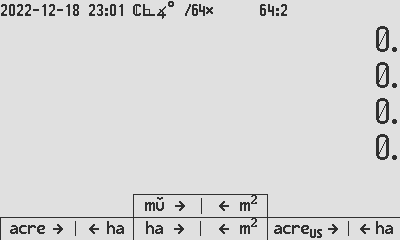 2022-12-18 23:01 ℂ∟∡° /64× 64:2
0.
0.
0.
0.
mǔ → | ← m²
acre → | ← ha ha → | ← m² acreUS → | ← ha